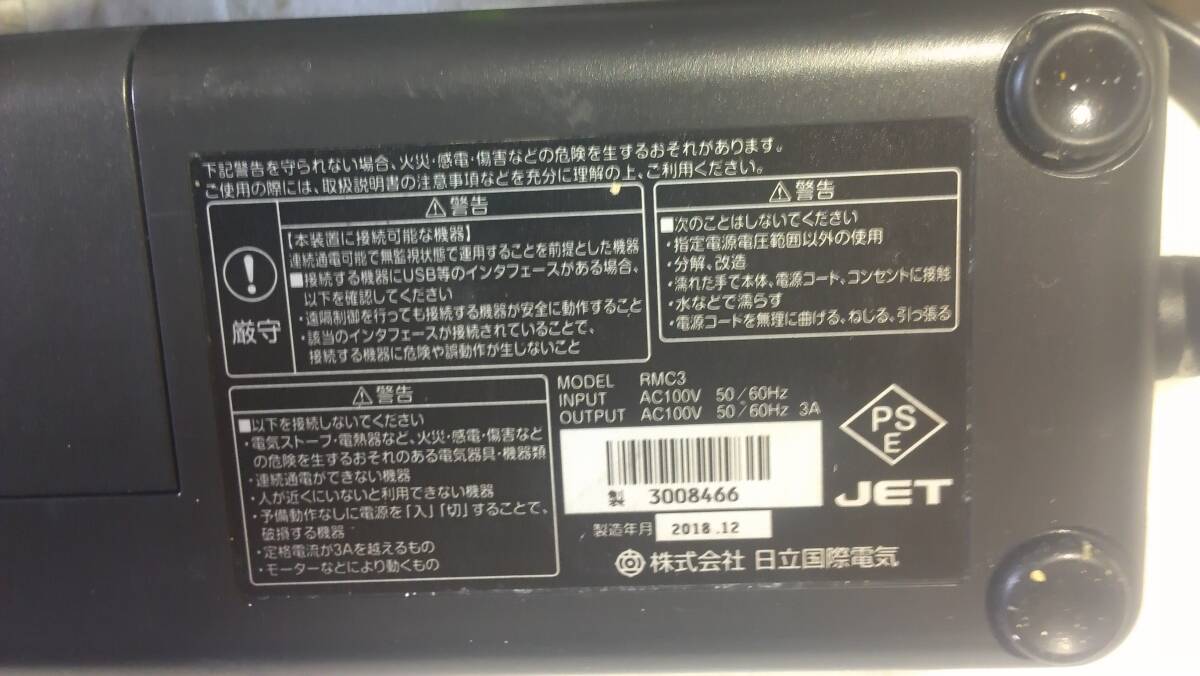 下記警告を守られない場合、火災・感電・傷害などの危険を生するおそれがあります。
ご使用の際には、取扱説明書の注意事項などを充分に理解の上、ご利用ください。
⚠警告
厳守
【本装置に接続可能な機器】
連続通電可能で無監視状態で運用することを前提とした機器
■接続する機器にUSB等のインタフェースがある場合、
以下を確認してください
・遠隔制御を行っても接続する機器が安全に動作すること
・該当のインタフェースが接続されていることで、
接続する機器に危険や誤動作が生じないこと
⚠警告
■次のことはしないでください
・指定電源電圧範囲以外の使用
・分解、改造
・濡れた手で本体、電源コード、コンセントに接触
・水などで濡らす
・電源コードを無理に曲げる、ねじる、引っ張る
⚠警告
■以下を接続しないでください
・電気ストーブ・電熱器など、火災・感電・傷害など
の危険を生するおそれのある電気器具・機器類
・連続通電ができない機器
・人が近くにいないと利用できない機器
・予備動作なしに電源を「入」「切」することで、
破損する機器
・定格電流が3Aを越えるもの
・モーターなどにより動くもの
MODEL RMC3
INPUT AC100V 50/60Hz
OUTPUT AC100V 50/60Hz 3A
製 3008466
製造年月 2018.12
株式会社 日立国際電気
PS
E
JET